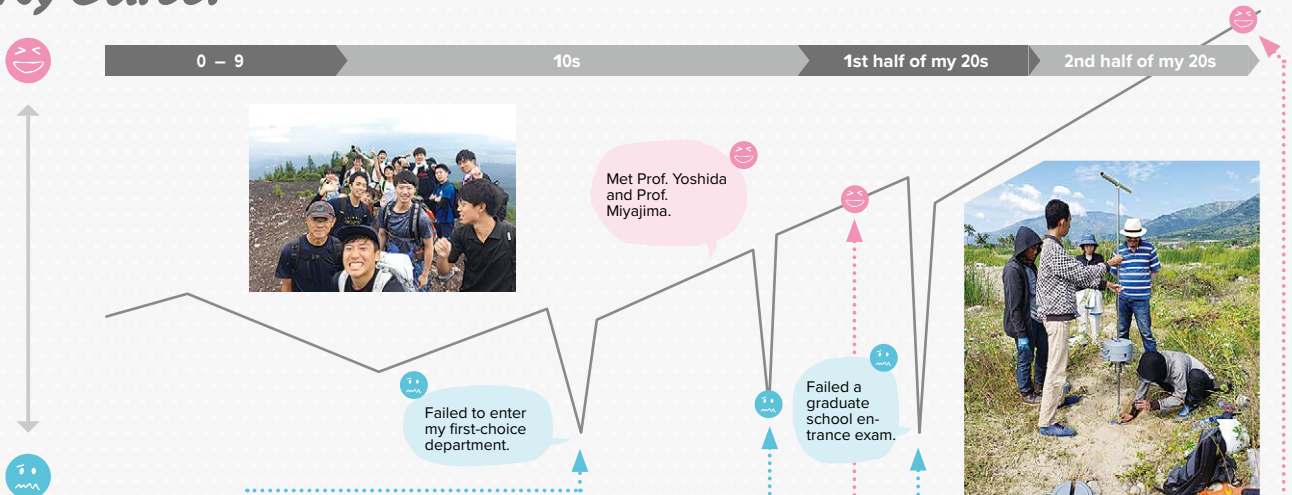 0 – 9
10s
1st half of my 20s
2nd half of my 20s
Met Prof. Yoshida
and Prof.
Miyajima.
Failed to enter
my first-choice
department.
Failed a
graduate
school en-
trance exam.